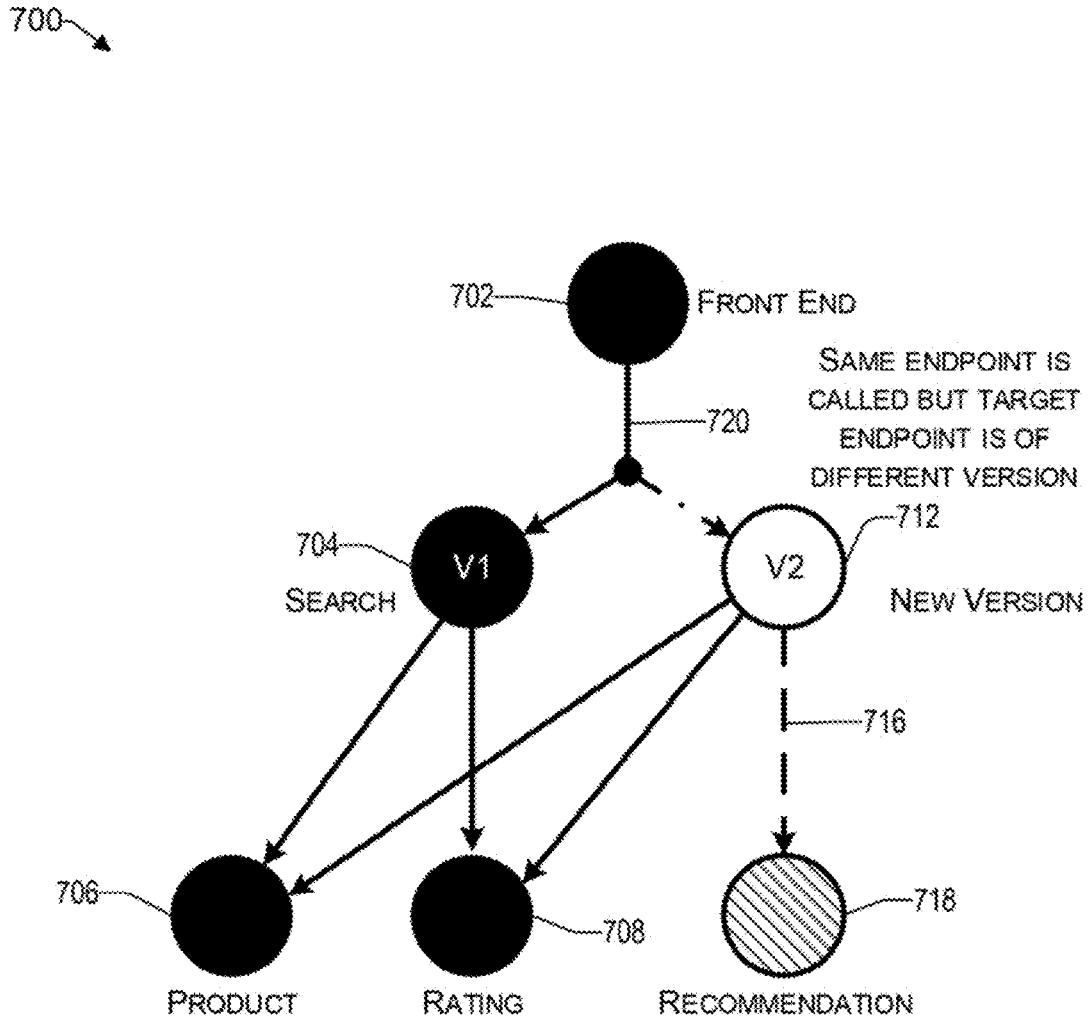 700
702
FRONT END
SAME ENDPOINT IS
CALLED BUT TARGET
ENDPOINT IS OF
DIFFERENT VERSION
720
704
V1
V2
712
SEARCH
NEW VERSION
716
706
708
718
PRODUCT
RATING
RECOMMENDATION